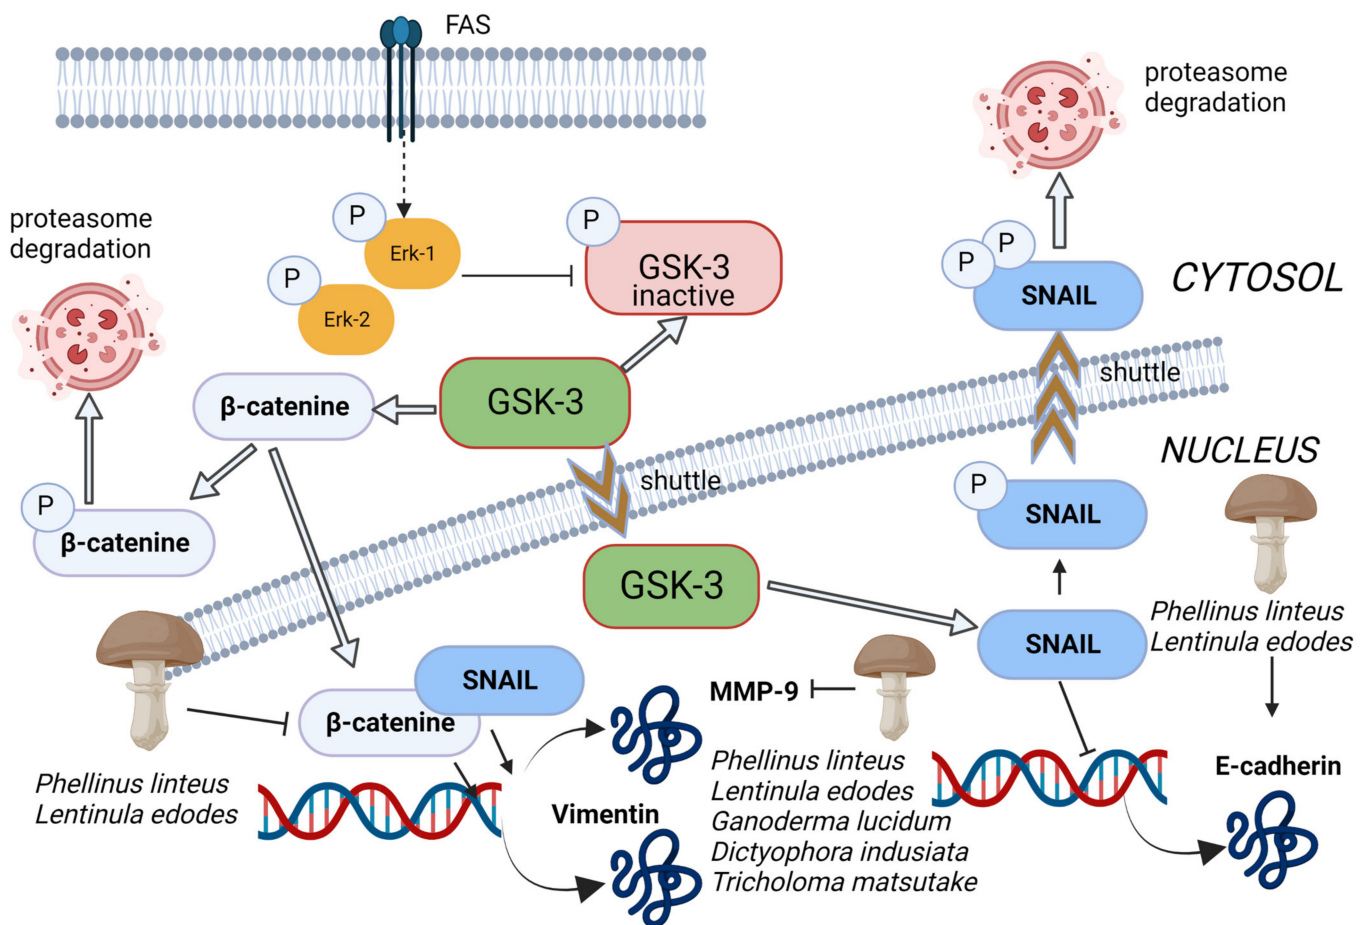 FAS
proteasome
degradation
P
Erk-1
P
Erk-2
P
GSK-3
inactive
proteasome
degradation
P
P
SNAIL
CYTOSOL
shuttle
β-catenine
GSK-3
shuttle
NUCLEUS
P
β-catenine
P
SNAIL
GSK-3
SNAIL
Phellinus linteus
Lentinula edodes
SNAIL
β-catenine
MMP-9
Phellinus linteus
Lentinula edodes
Vimentin
Phellinus linteus
Lentinula edodes
Ganoderma lucidum
Dictyophora indusiata
Tricholoma matsutake
E-cadherin